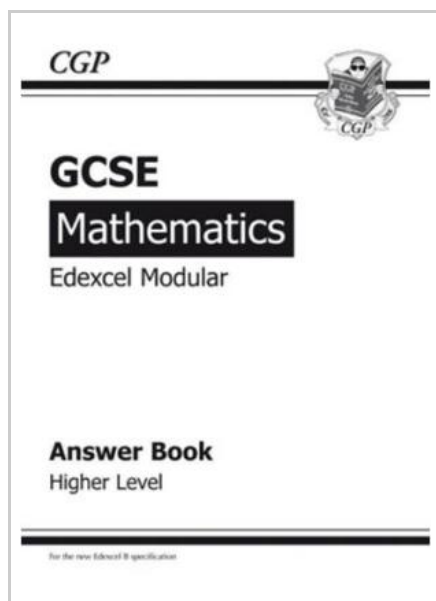 CGP
CGP
GCSE
Mathematics
Edexcel Modular
Answer Book
Higher Level
For the new Edexcel B specification